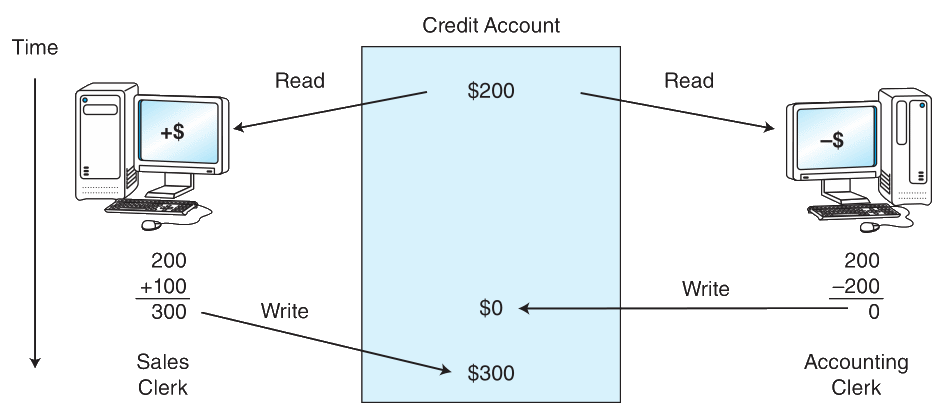 Credit Account
Time
Read
$200
Read
+$
–$
200
+100
300
Write
$0
$300
Write
200
–200
0
Sales
Clerk
Accounting
Clerk